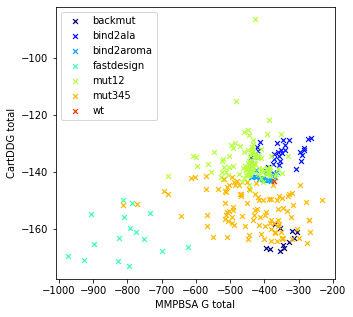 backmut
bind2ala
bind2aroma
fastdesign
mut12
mut345
wt
CartDDG total
−100
−120
−140
−160
−1000 −900 −800 −700 −600 −500 −400 −300 −200
MMPBSA G total